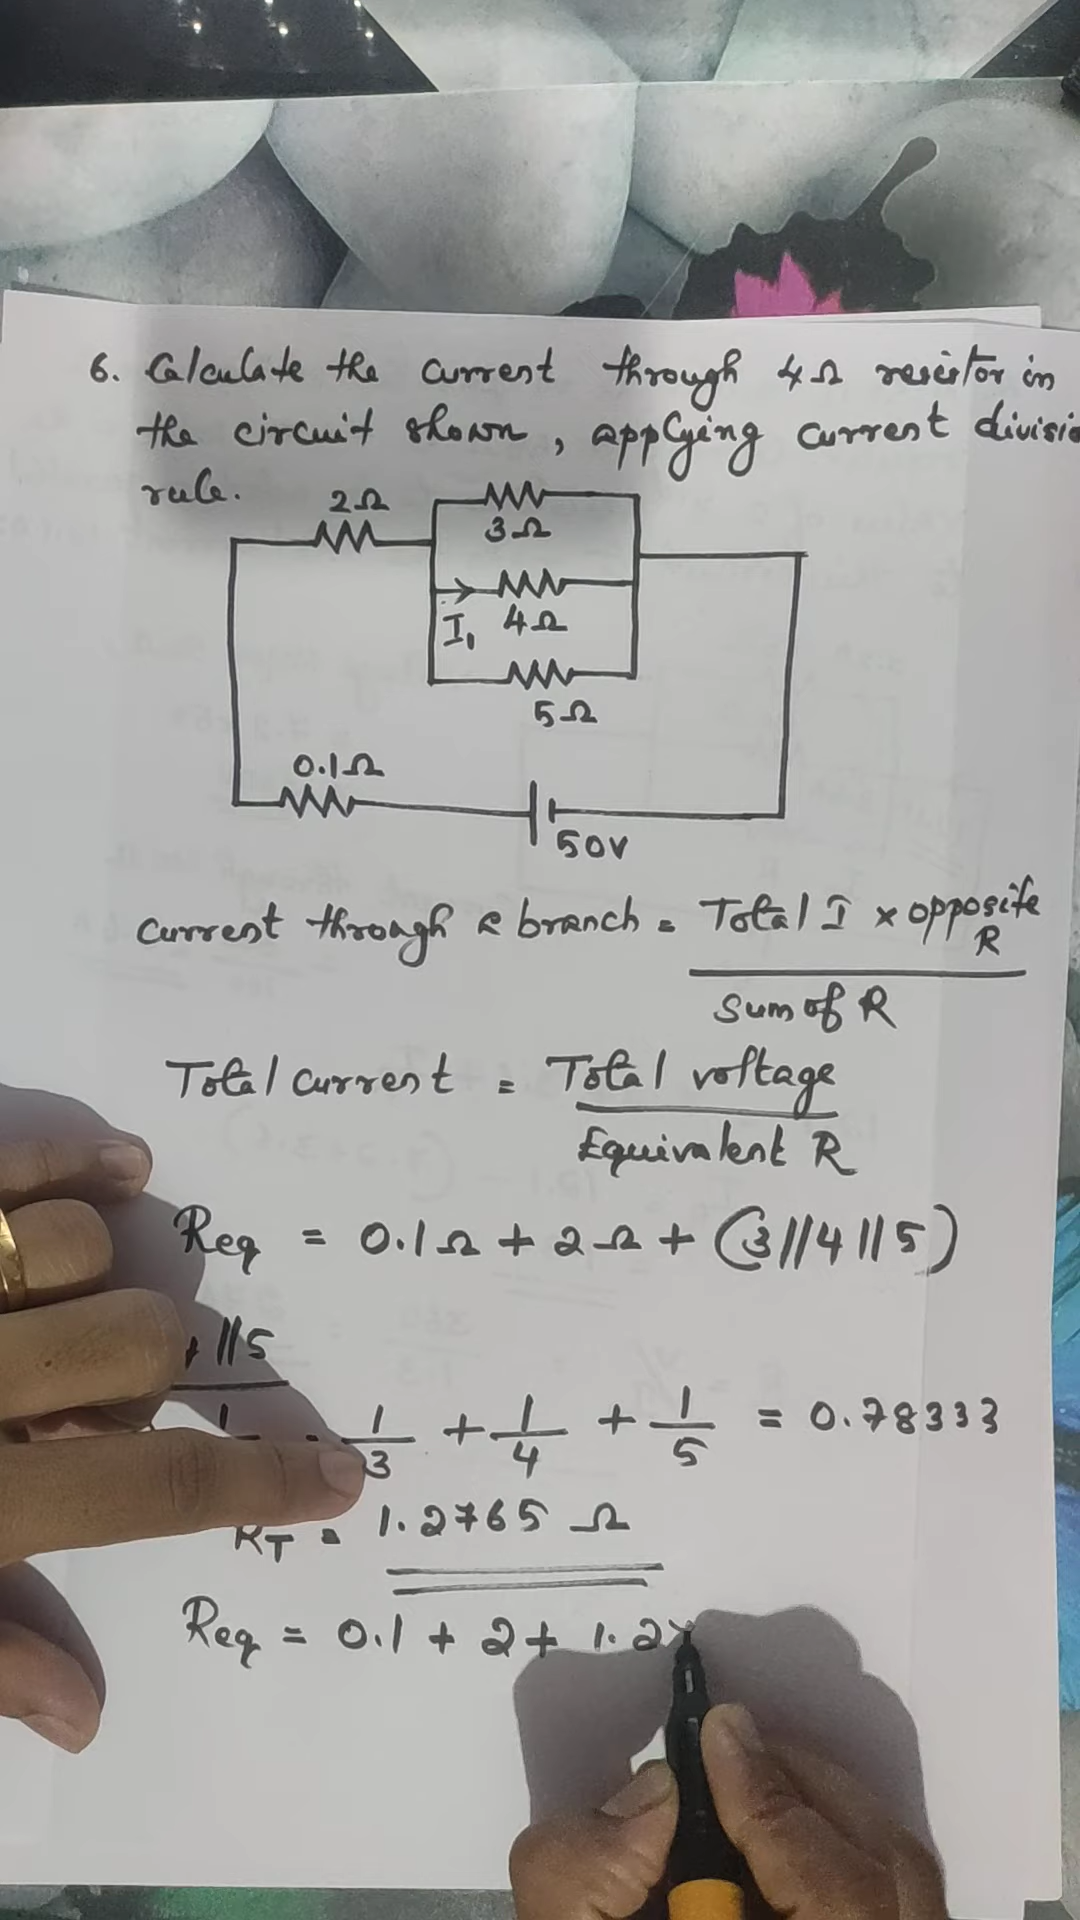 6. Calculate the current through 4Ω resistor in
the circuit shown, applying current divisio
rule.
2Ω
3Ω
I₁ 4Ω
5Ω
0.1Ω
50V
current through a branch = Total I × opposite R
Sum of R
Total current = Total voltage
Equivalent R
Req = 0.1Ω + 2Ω + (3//4//5)
//5
1/3 + 1/4 + 1/5 = 0.78333
RT = 1.2765 Ω
Req = 0.1 + 2 + 1.2